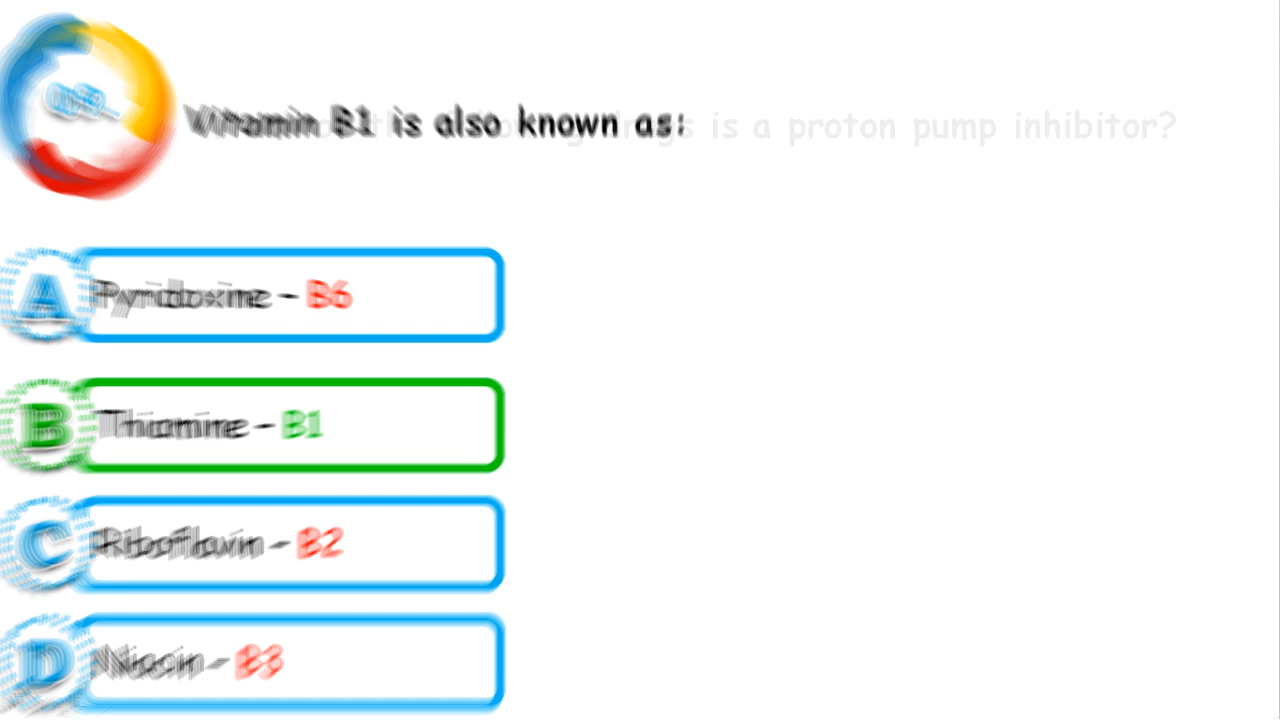 Vitamin B1 is also known as:
is a proton pump inhibitor?
A Pyridoxine - B6
B Thiamine - B1
C Riboflavin - B2
D Niacin - B3